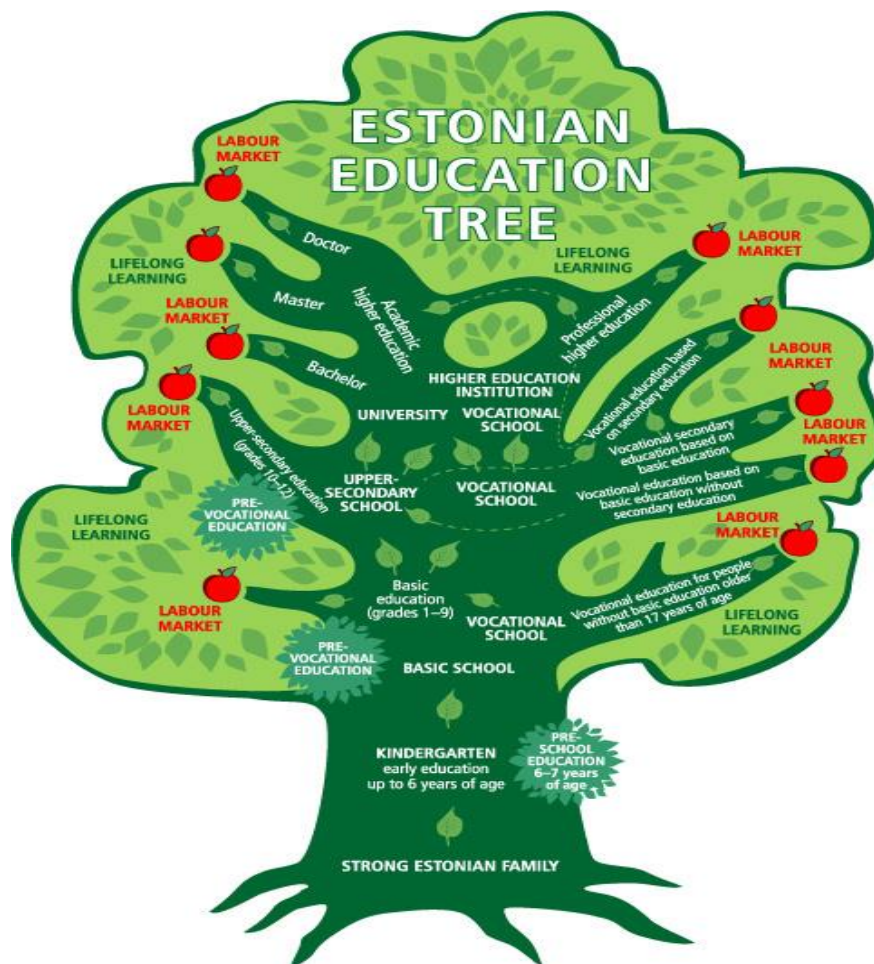 ESTONIAN
EDUCATION
TREE
LABOUR
MARKET
LIFELONG
LEARNING
LABOUR
MARKET
LABOUR
MARKET
LIFELONG
LEARNING
LABOUR
MARKET
Doctor
Master
Bachelor
Academic
higher education
Upper-secondary education
(grades 10–12)
PRE-
VOCATIONAL
EDUCATION
LIFELONG
LEARNING
LABOUR
MARKET
Professional
higher education
HIGHER EDUCATION
INSTITUTION
UNIVERSITY
VOCATIONAL
SCHOOL
Vocational education based
on secondary education
LABOUR
MARKET
Vocational secondary
education based on
basic education
LABOUR
MARKET
UPPER-
SECONDARY
SCHOOL
VOCATIONAL
SCHOOL
Vocational education based on
basic education without
secondary education
LABOUR
MARKET
Basic
education
(grades 1–9)
VOCATIONAL
SCHOOL
Vocational education for people
without basic education older
than 17 years of age
LIFELONG
LEARNING
PRE-
VOCATIONAL
EDUCATION
BASIC SCHOOL
KINDERGARTEN
early education
up to 6 years of age
PRE-
SCHOOL
EDUCATION
6–7 years
of age
STRONG ESTONIAN FAMILY